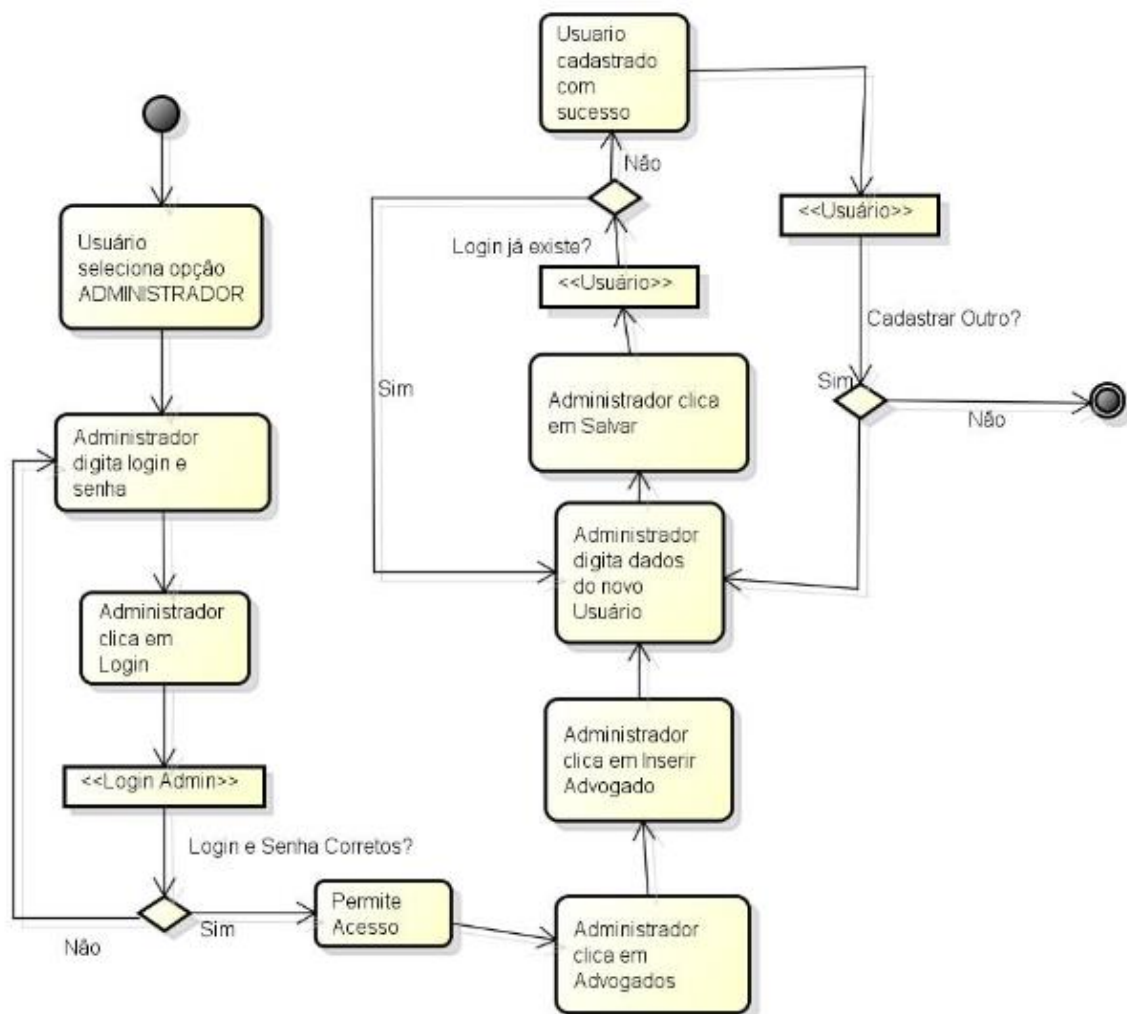 Usuário
seleciona opção
ADMINISTRADOR
Administrador
digita login e
senha
Administrador
clica em
Login
<<Login Admin>>
Login e Senha Corretos?
Não
Sim
Permite
Acesso
Administrador
clica em
Advogados
Administrador
clica em Inserir
Advogado
Administrador
digita dados
do novo
Usuário
Administrador clica
em Salvar
<<Usuário>>
Login já existe?
Sim
Não
Usuario
cadastrado
com
sucesso
<<Usuário>>
Cadastrar Outro?
Sim
Não